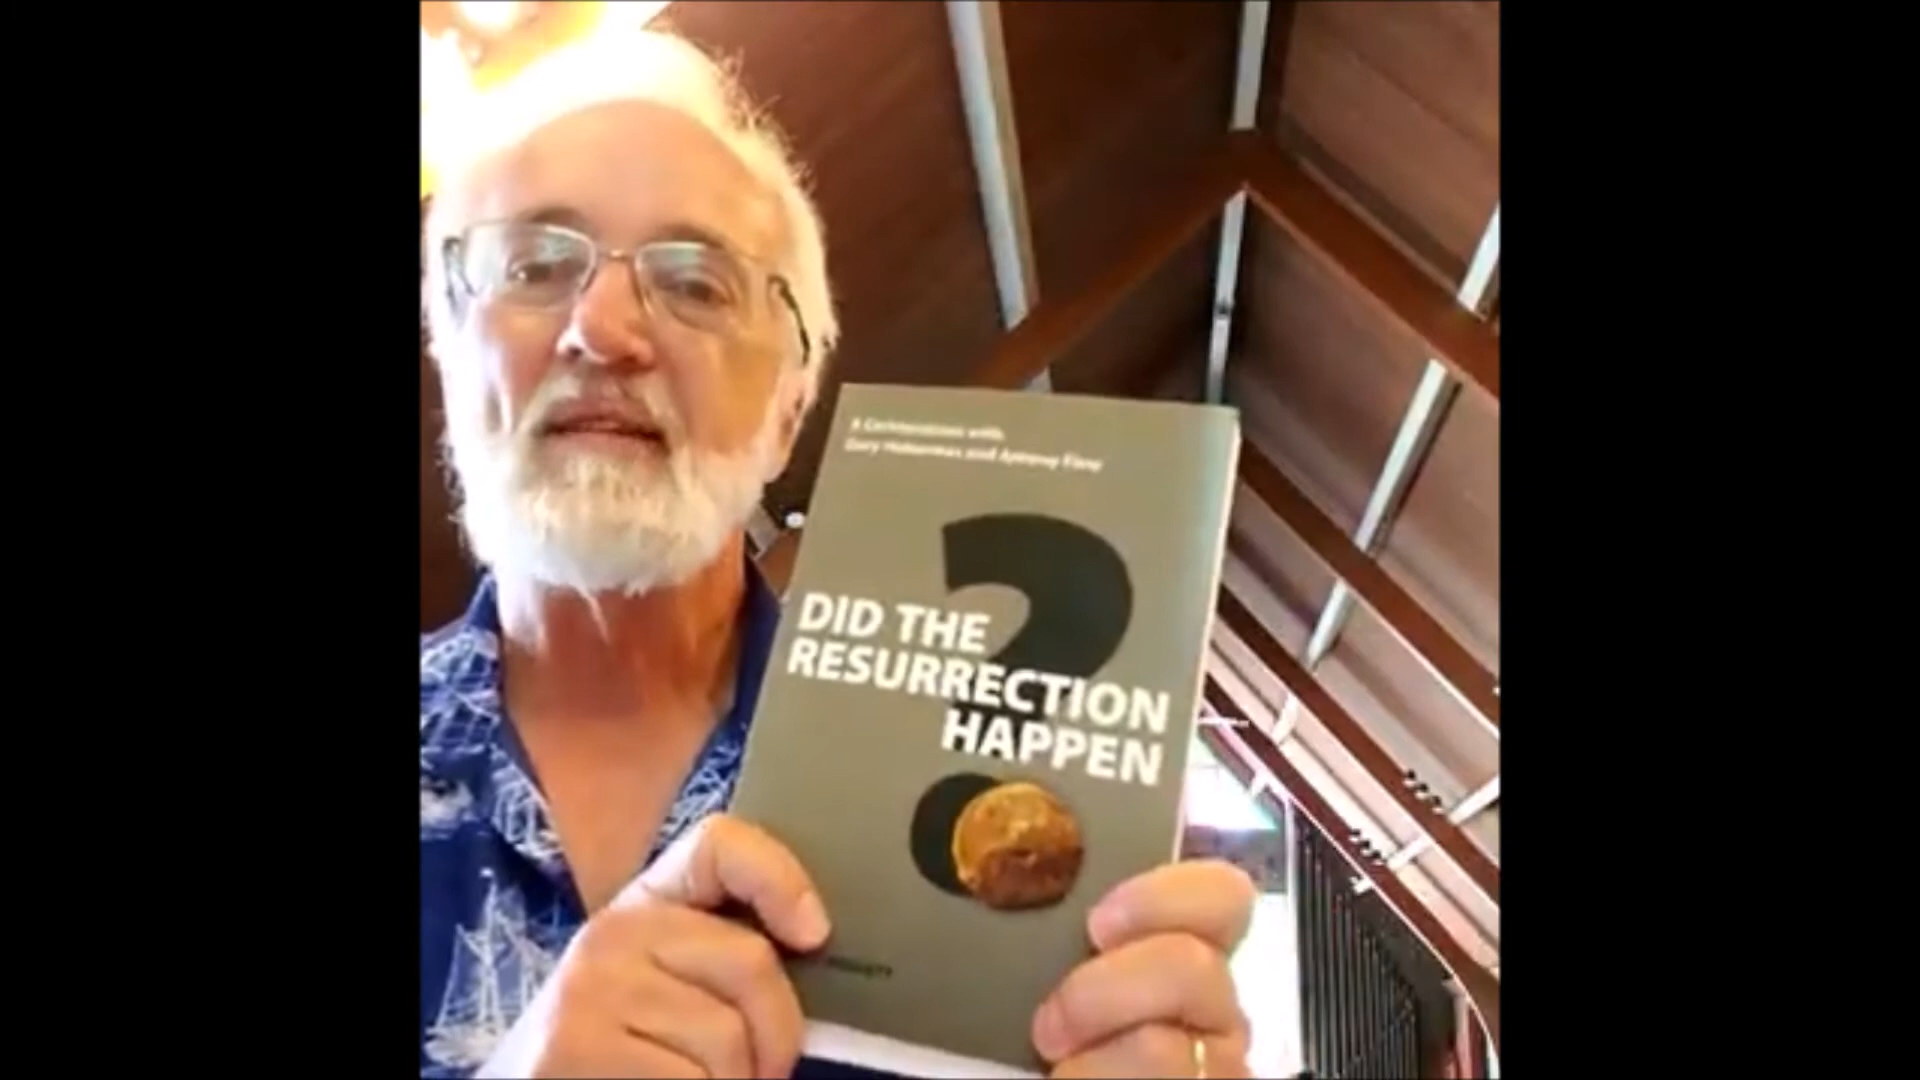 A Conversation with
Gary Habermas and Antony Flew
DID THE
RESURRECTION
HAPPEN
?